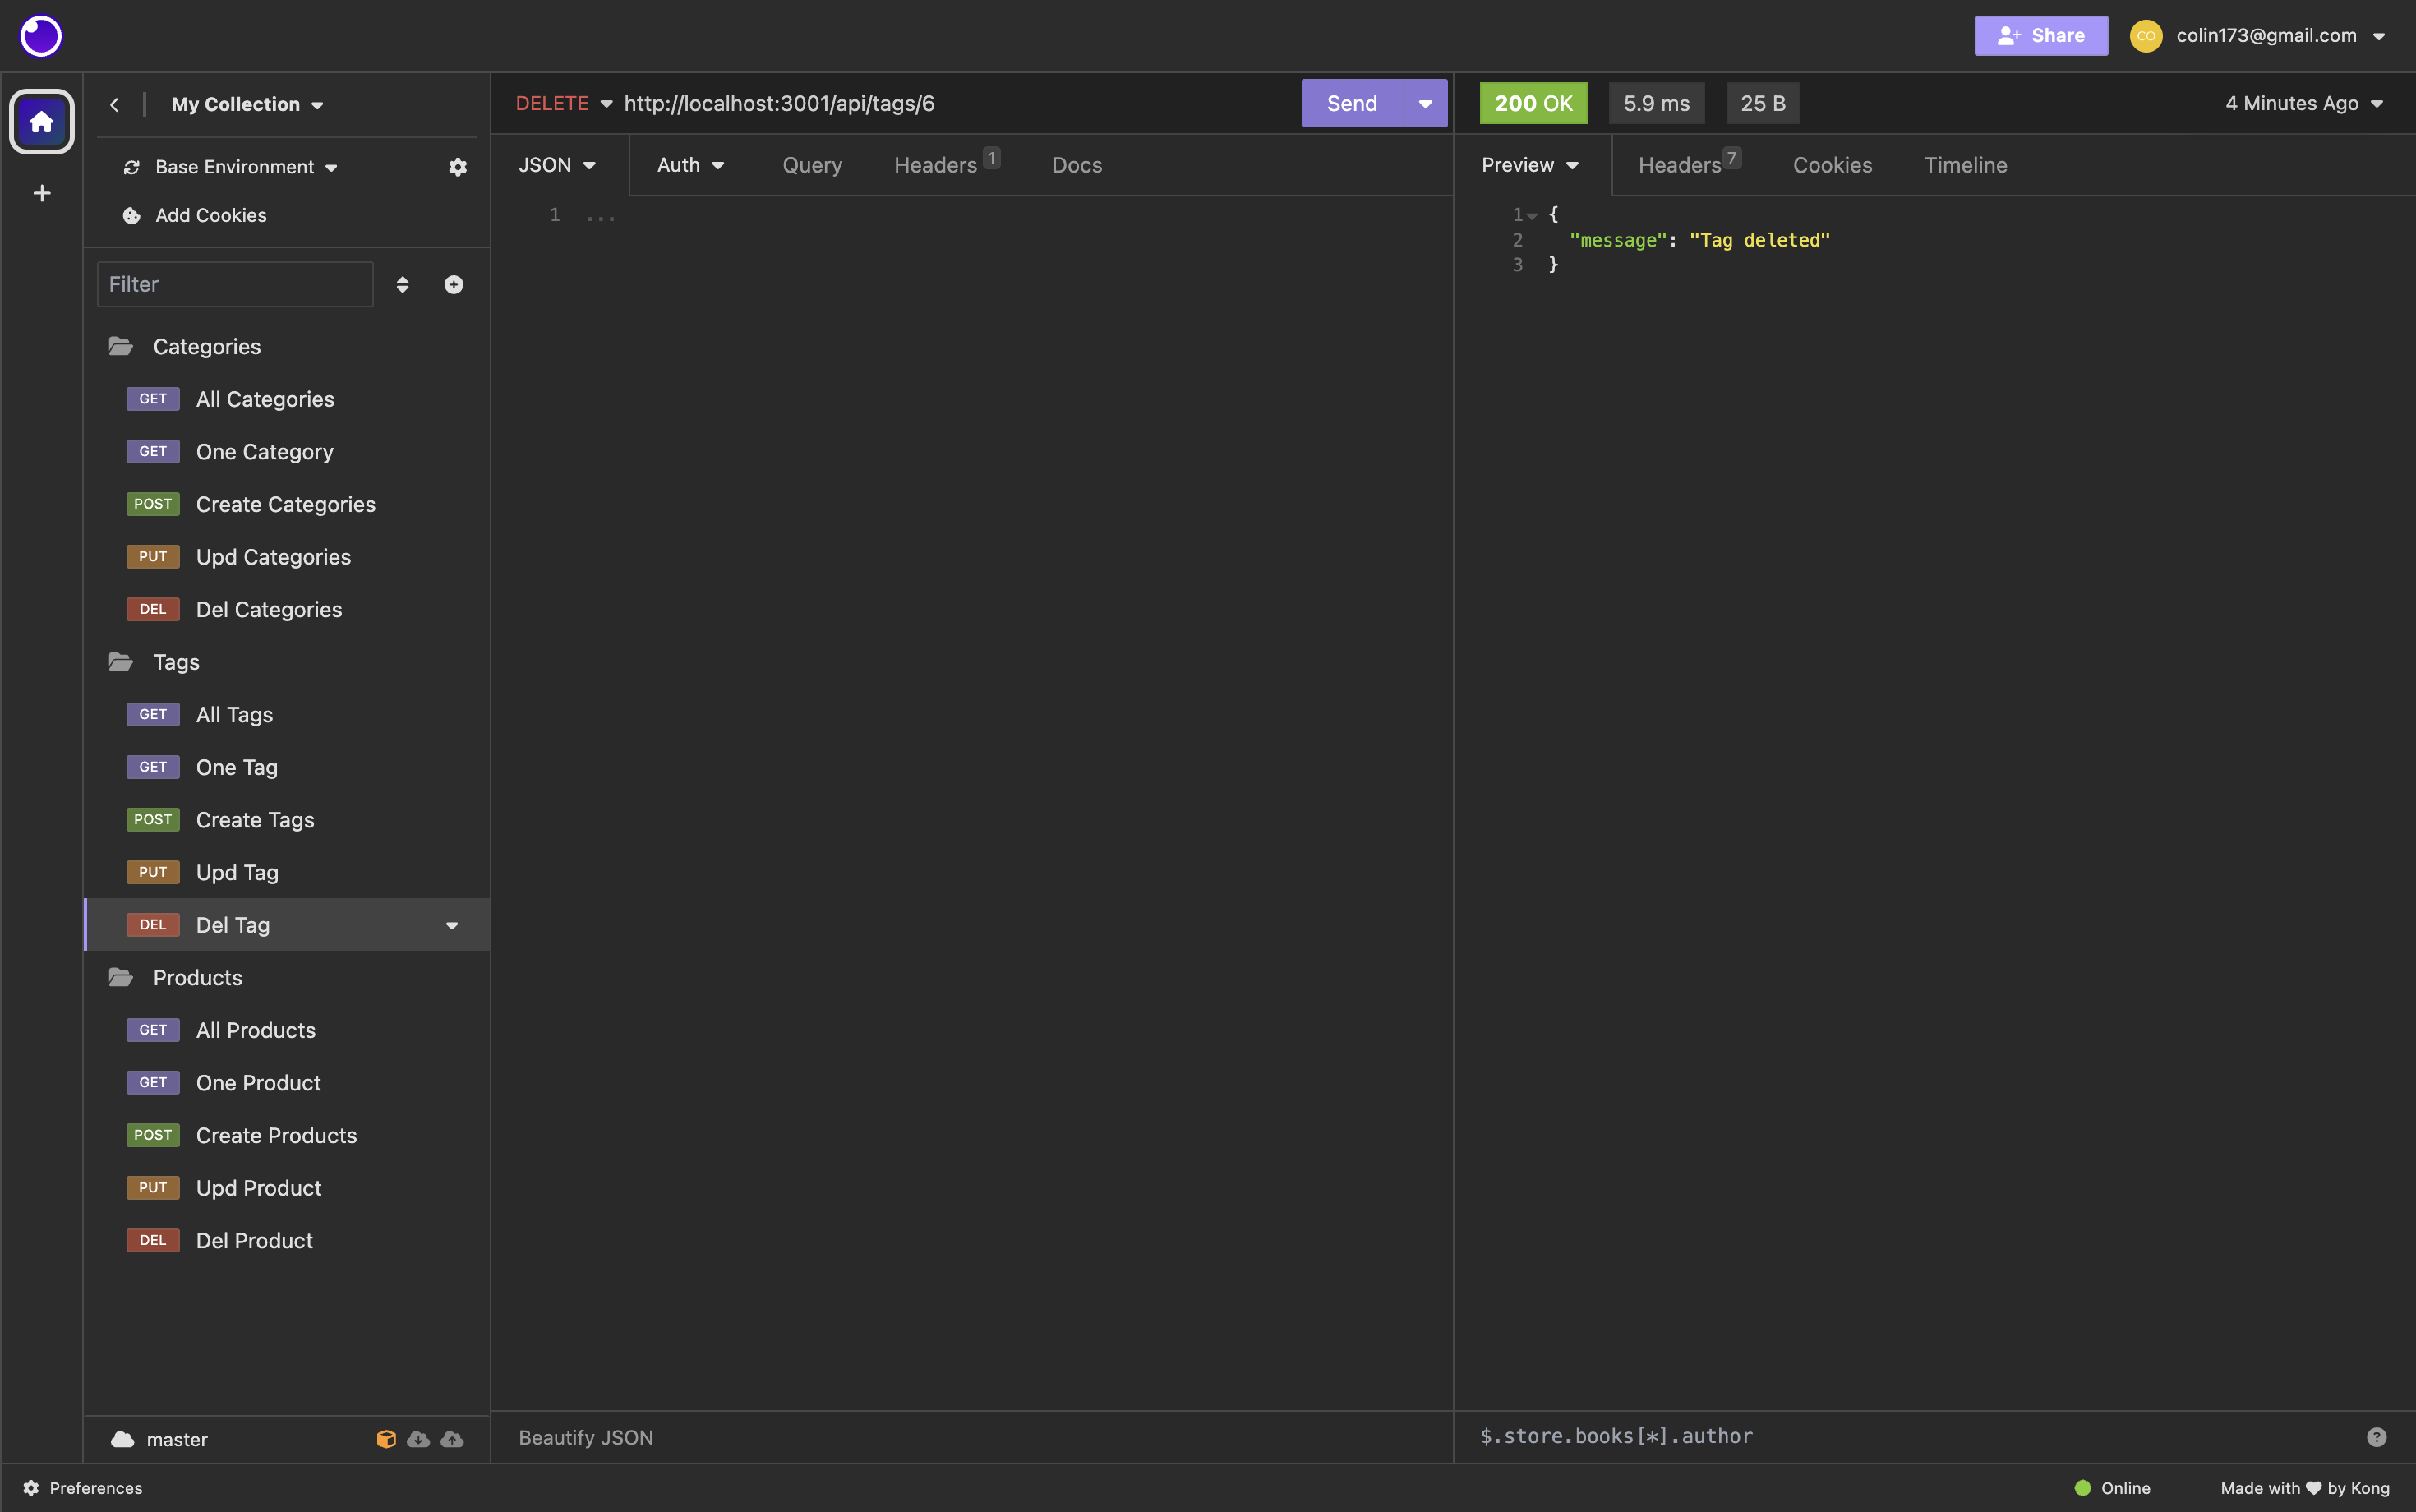 Share
CO
colin173@gmail.com
My Collection
Base Environment
Add Cookies
Filter
Categories
GET All Categories
GET One Category
POST Create Categories
PUT Upd Categories
DEL Del Categories
Tags
GET All Tags
GET One Tag
POST Create Tags
PUT Upd Tag
DEL Del Tag
Products
GET All Products
GET One Product
POST Create Products
PUT Upd Product
DEL Del Product
master
DELETE http://localhost:3001/api/tags/6 Send
JSON Auth Query Headers 1 Docs
1 ...
Beautify JSON
200 OK 5.9 ms 25 B 4 Minutes Ago
Preview Headers 7 Cookies Timeline
1 {
2 "message": "Tag deleted"
3 }
$.store.books[*].author
?
Preferences
Online
Made with ♥ by Kong